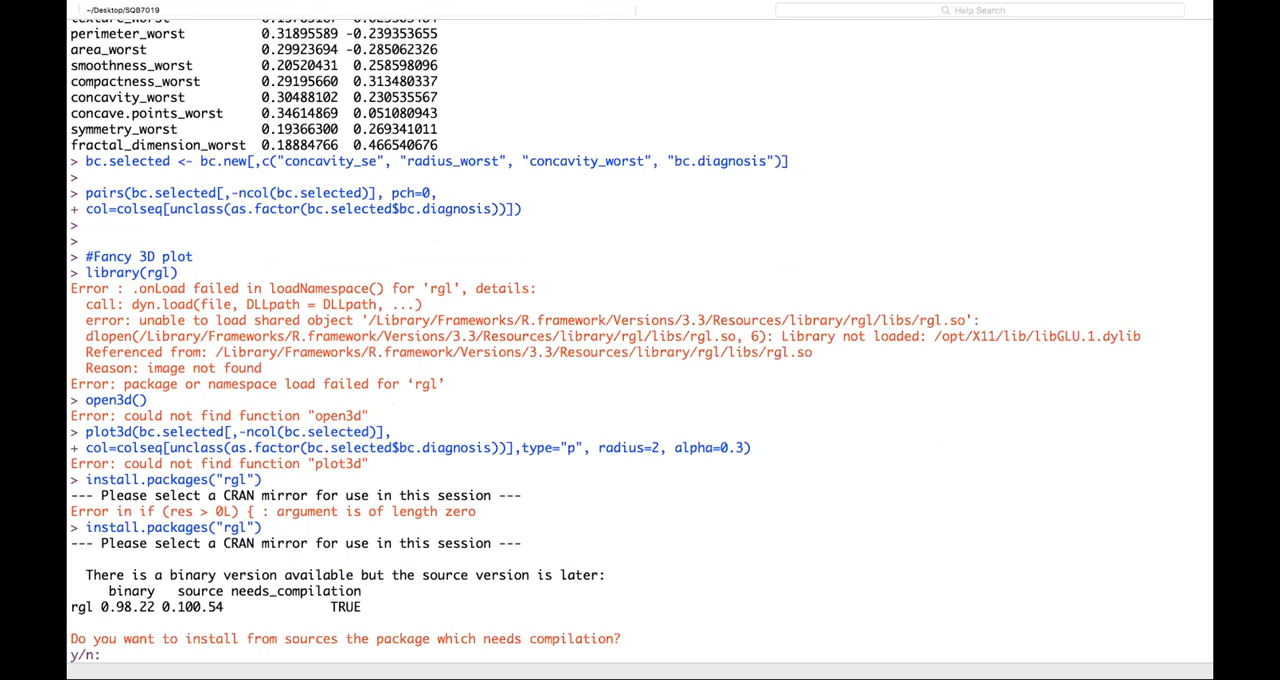 ~/Desktop/SQB7019
Help Search
perimeter_worst 0.31895589 -0.239353655
area_worst 0.29923694 -0.285062326
smoothness_worst 0.20520431 0.258598096
compactness_worst 0.29195660 0.313480337
concavity_worst 0.30488102 0.230535567
concave.points_worst 0.34614869 0.051080943
symmetry_worst 0.19366300 0.269341011
fractal_dimension_worst 0.18884766 0.466540676
> bc.selected <- bc.new[,c("concavity_se", "radius_worst", "concavity_worst", "bc.diagnosis")]
>
> pairs(bc.selected[,-ncol(bc.selected)], pch=0,
+ col=colseq[unclass(as.factor(bc.selected$bc.diagnosis))])
>
>
> #Fancy 3D plot
> library(rgl)
Error : .onLoad failed in loadNamespace() for 'rgl', details:
call: dyn.load(file, DLLpath = DLLpath, ...)
error: unable to load shared object '/Library/Frameworks/R.framework/Versions/3.3/Resources/library/rgl/libs/rgl.so':
dlopen(/Library/Frameworks/R.framework/Versions/3.3/Resources/library/rgl/libs/rgl.so, 6): Library not loaded: /opt/X11/lib/libGLU.1.dylib
Referenced from: /Library/Frameworks/R.framework/Versions/3.3/Resources/library/rgl/libs/rgl.so
Reason: image not found
Error: package or namespace load failed for ‘rgl’
> open3d()
Error: could not find function "open3d"
> plot3d(bc.selected[,-ncol(bc.selected)],
+ col=colseq[unclass(as.factor(bc.selected$bc.diagnosis))],type="p", radius=2, alpha=0.3)
Error: could not find function "plot3d"
> install.packages("rgl")
--- Please select a CRAN mirror for use in this session ---
Error in if (res > 0L) { : argument is of length zero
> install.packages("rgl")
--- Please select a CRAN mirror for use in this session ---
There is a binary version available but the source version is later:
binary source needs_compilation
rgl 0.98.22 0.100.54 TRUE
Do you want to install from sources the package which needs compilation?
y/n: